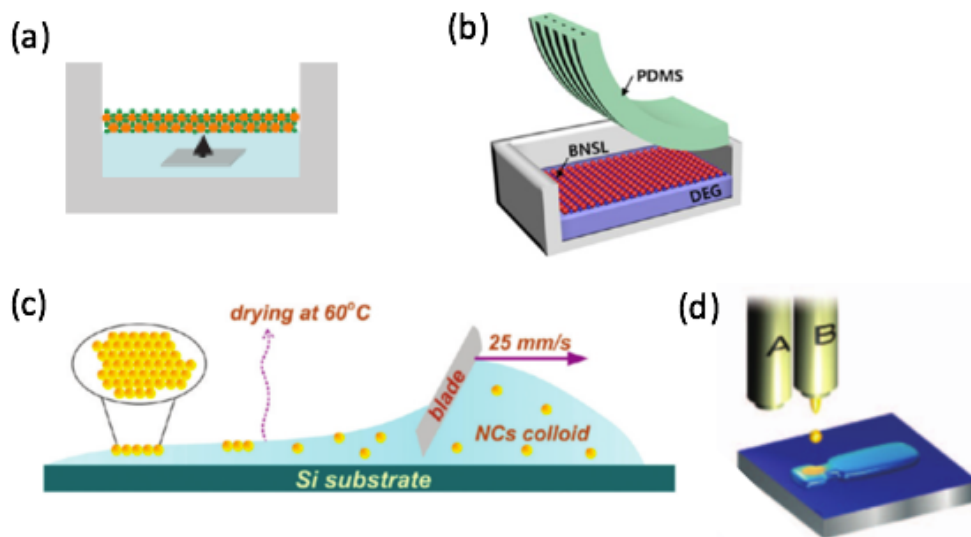 (a)
(b)
PDMS
BNSL
DEG
(c)
drying at 60°C
25 mm/s
blade
NCs colloid
Si substrate
(d)
A
B